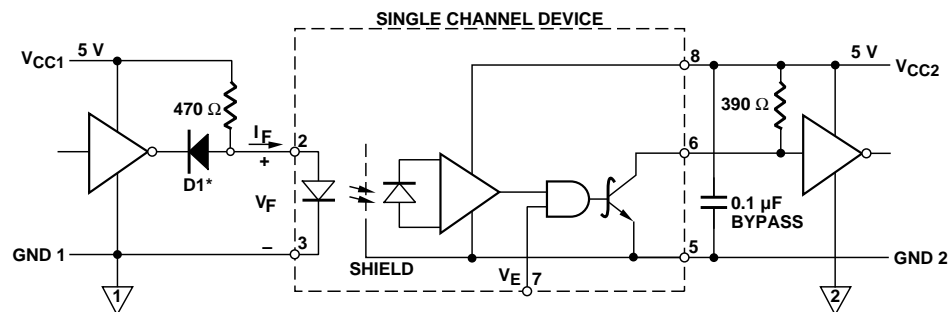 SINGLE CHANNEL DEVICE
VCC1 5 V
8
5 V VCC2
470 Ω
390 Ω
IF
2
+
6
D1*
VF
0.1 µF
BYPASS
GND 1
–
3
SHIELD
5
GND 2
VE 7
1
2